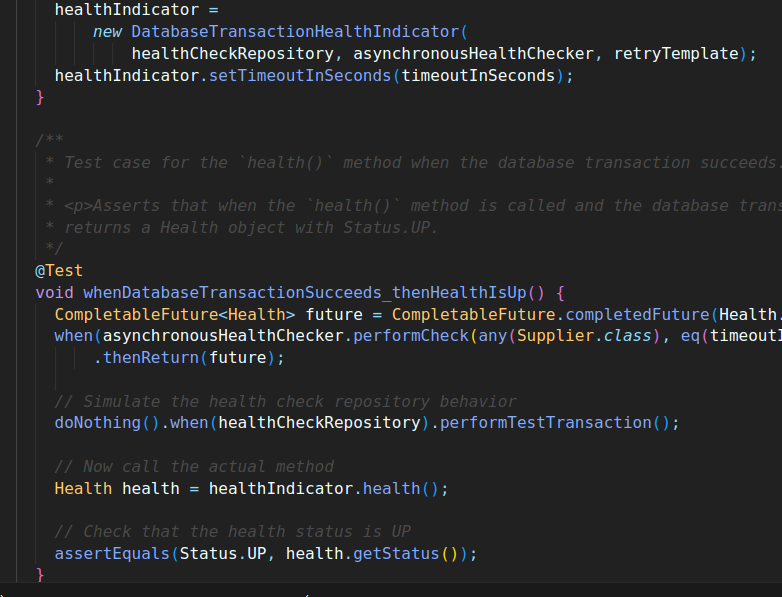 healthIndicator =
new DatabaseTransactionHealthIndicator(
healthCheckRepository, asynchronousHealthChecker, retryTemplate);
healthIndicator.setTimeoutInSeconds(timeoutInSeconds);
}
/**
* Test case for the `health()` method when the database transaction succeeds.
*
* <p>Asserts that when the `health()` method is called and the database trans
* returns a Health object with Status.UP.
*/
@Test
void whenDatabaseTransactionSucceeds_thenHealthIsUp() {
CompletableFuture<Health> future = CompletableFuture.completedFuture(Health.
when(asynchronousHealthChecker.performCheck(any(Supplier.class), eq(timeoutI
.thenReturn(future);
// Simulate the health check repository behavior
doNothing().when(healthCheckRepository).performTestTransaction();
// Now call the actual method
Health health = healthIndicator.health();
// Check that the health status is UP
assertEquals(Status.UP, health.getStatus());
}